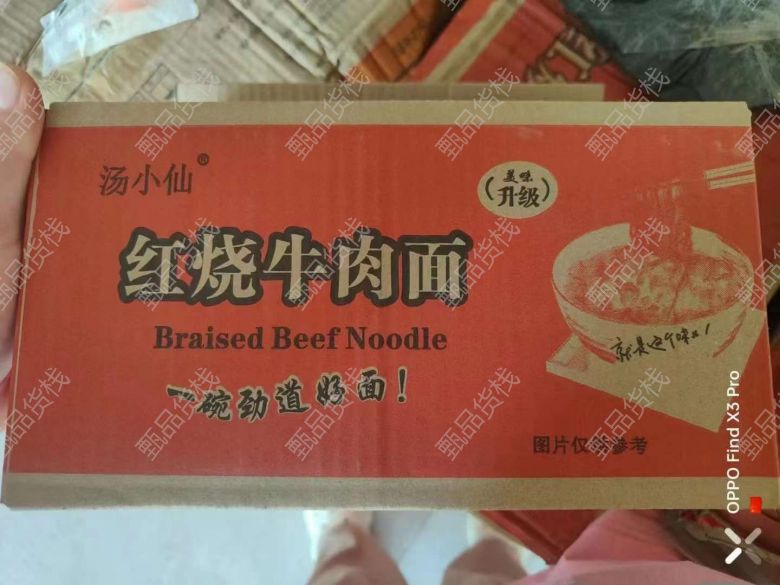 汤小仙®
美味
升级
红烧牛肉面
Braised Beef Noodle
就是这个味!
一碗劲道好面!
图片仅供参考
OPPO Find X3 Pro
甄品货栈